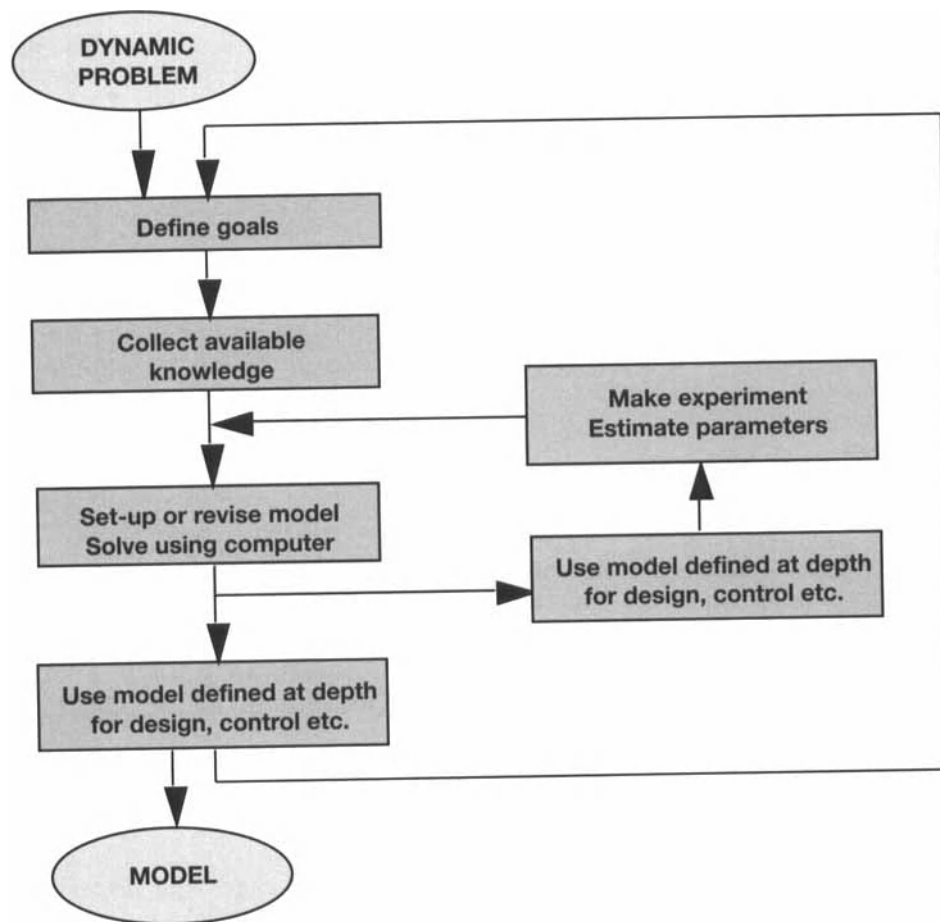 DYNAMIC
PROBLEM
Define goals
Collect available
knowledge
Make experiment
Estimate parameters
Set-up or revise model
Solve using computer
Use model defined at depth
for design, control etc.
Use model defined at depth
for design, control etc.
MODEL